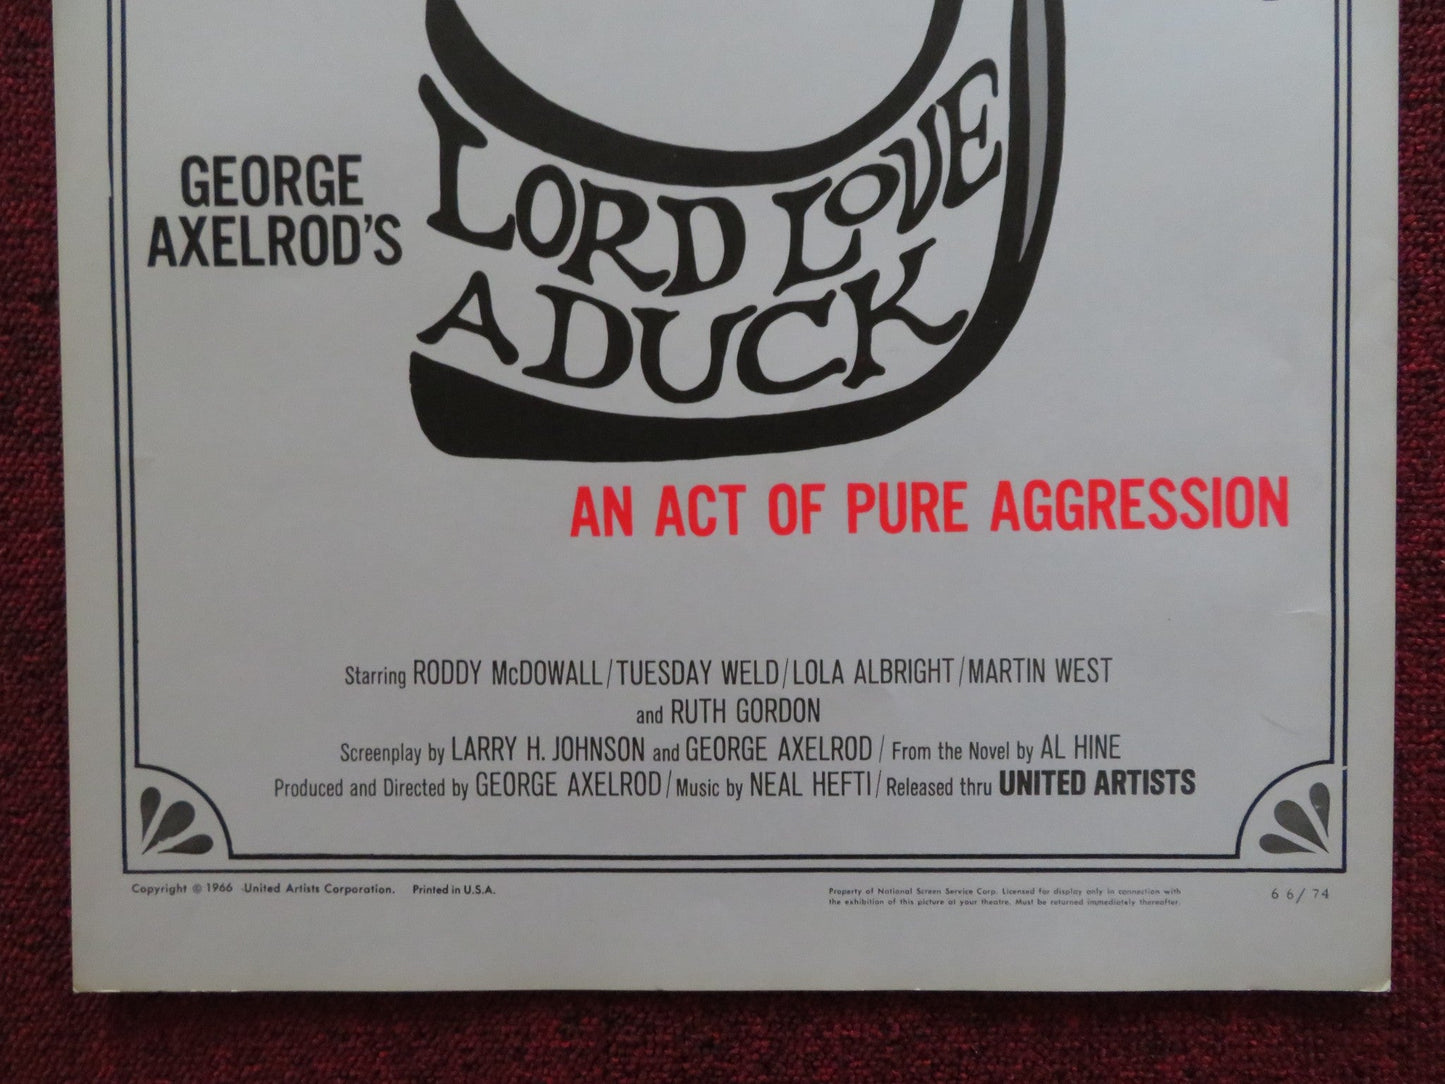 GEORGE
AXELROD'S
LORD LOVE
A DUCK
AN ACT OF PURE AGGRESSION
Starring RODDY McDOWALL/TUESDAY WELD/LOLA ALBRIGHT/MARTIN WEST
and RUTH GORDON
Screenplay by LARRY H. JOHNSON and GEORGE AXELROD / From the Novel by AL HINE
Produced and Directed by GEORGE AXELROD/Music by NEAL HEFTI/Released thru UNITED ARTISTS
Copyright © 1966 United Artists Corporation. Printed in U.S.A.
Property of National Screen Service Corp. Licensed for display only in connection with
the exhibition of this picture at your theatre. Must be returned immediately thereafter.
6 6/ 74